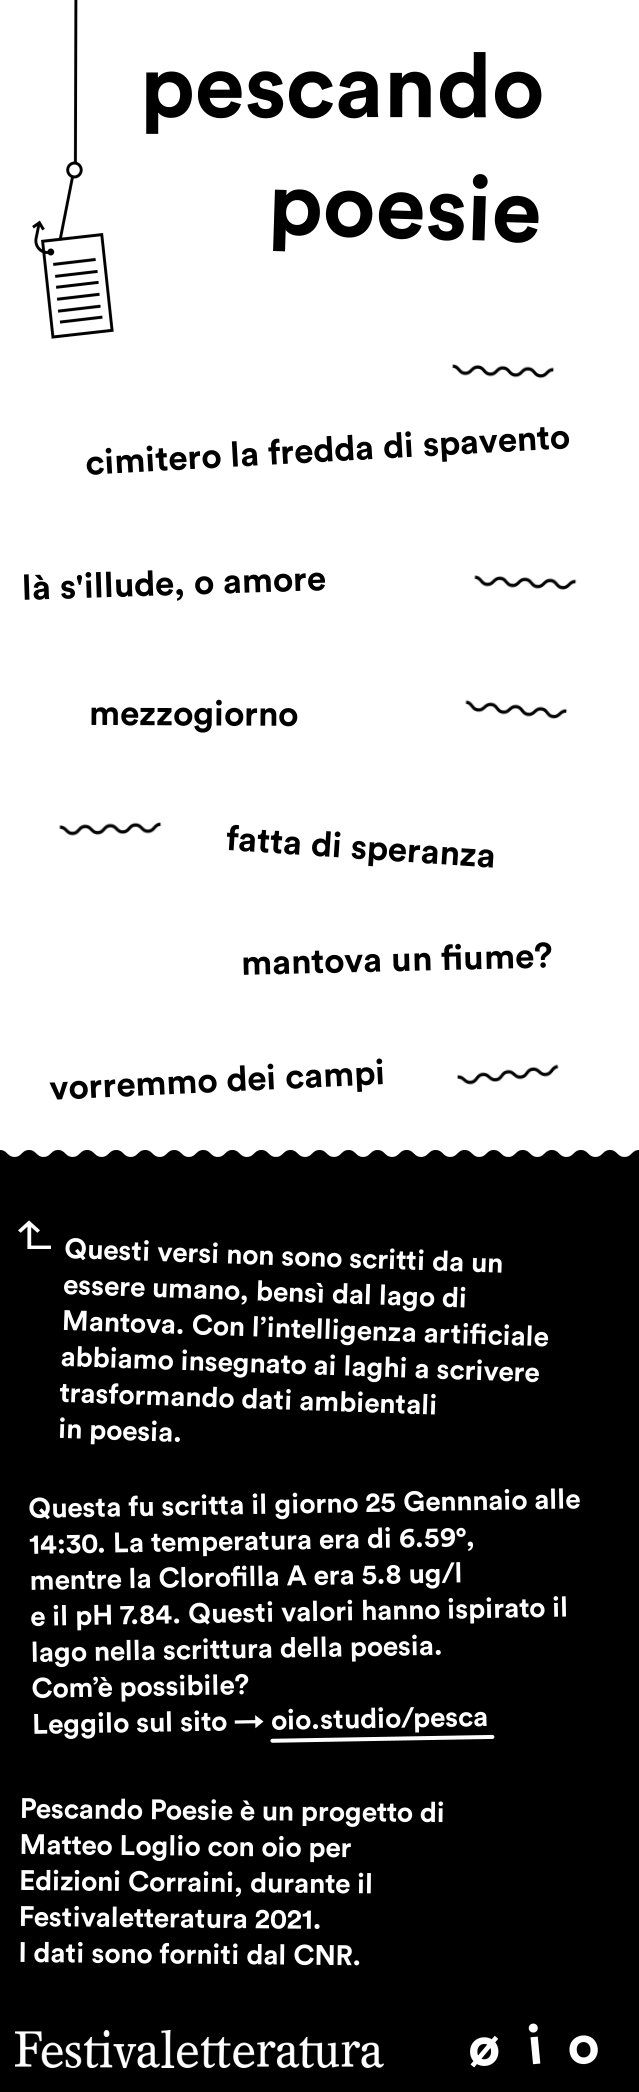 pescando
poesie
cimitero la fredda di spavento
là s'illude, o amore
mezzogiorno
fatta di speranza
mantova un fiume?
vorremmo dei campi
Questi versi non sono scritti da un
essere umano, bensì dal lago di
Mantova. Con l’intelligenza artificiale
abbiamo insegnato ai laghi a scrivere
trasformando dati ambientali
in poesia.
Questa fu scritta il giorno 25 Gennnaio alle
14:30. La temperatura era di 6.59°,
mentre la Clorofilla A era 5.8 ug/l
e il pH 7.84. Questi valori hanno ispirato il
lago nella scrittura della poesia.
Com’è possibile?
Leggilo sul sito → oio.studio/pesca
Pescando Poesie è un progetto di
Matteo Loglio con oio per
Edizioni Corraini, durante il
Festivaletteratura 2021.
I dati sono forniti dal CNR.
Festivaletteratura ø i o